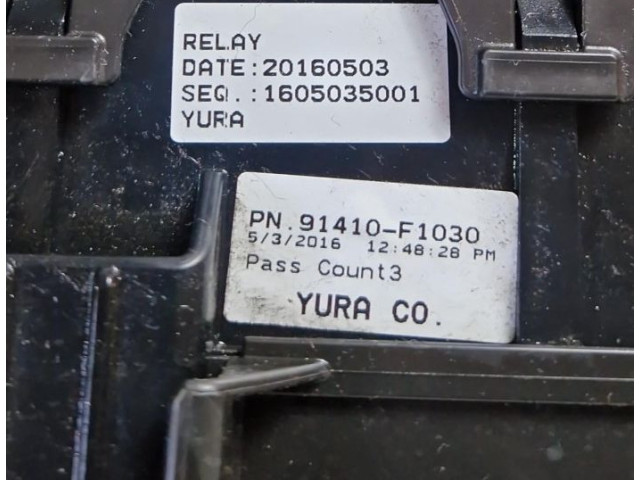 RELAY
DATE:20160503
SEQ.:1605035001
YURA
PN.91410-F1030
5/3/2016 12:48:28 PM
Pass Count3
YURA CO.